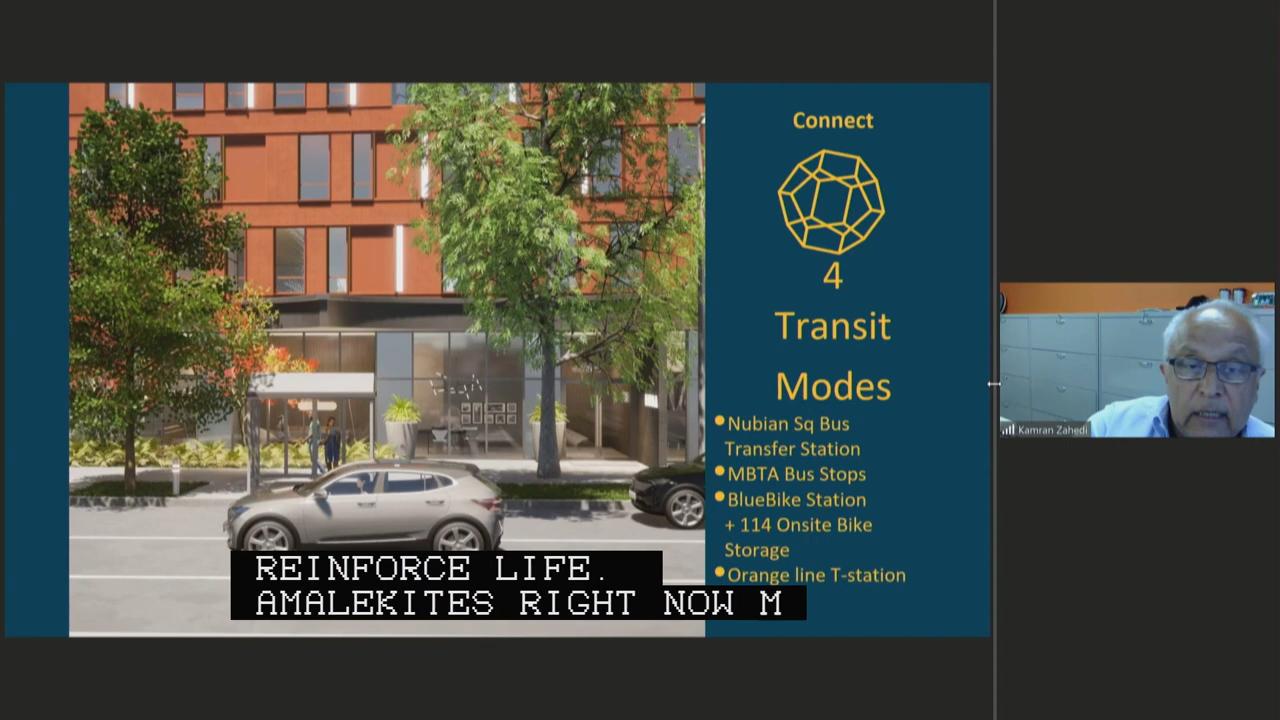 Connect
4
Transit
Modes
Nubian Sq Bus
Transfer Station
MBTA Bus Stops
BlueBike Station
+ 114 Onsite Bike
Storage
Orange line T-station
REINFORCE LIFE.
AMALEKITES RIGHT NOW M
Kamran Zahedi